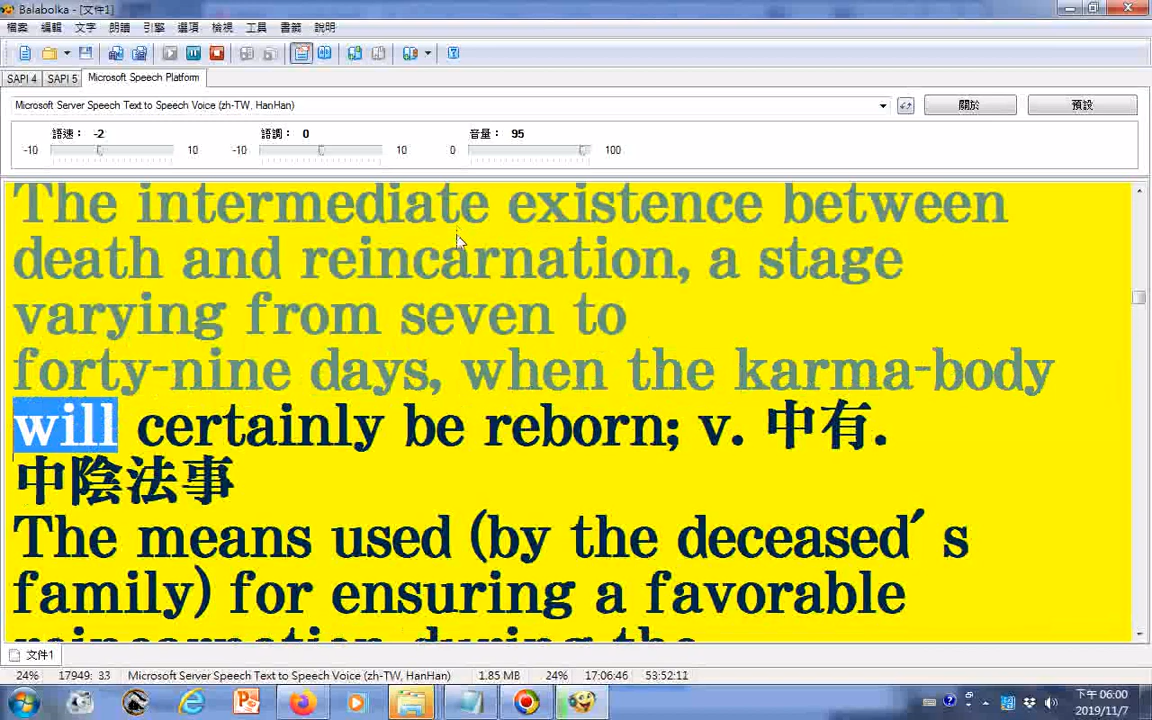 Balabolka - [文件1]
檔案 編輯 文字 朗讀 引擎 選項 檢視 工具 書籤 說明
SAPI 4 SAPI 5 Microsoft Speech Platform
Microsoft Server Speech Text to Speech Voice (zh-TW, HanHan) 關於 預設
語速： -2 語調： 0 音量： 95
-10 10 -10 10 0 100
The intermediate existence between
death and reincarnation, a stage
varying from seven to
forty-nine days, when the karma-body
will certainly be reborn; v. 中有.
中陰法事
The means used (by the deceased′s
family) for ensuring a favorable
reincarnation during the
文件1
24% 17949: 33 Microsoft Server Speech Text to Speech Voice (zh-TW, HanHan) 1.85 MB 24% 17:06:46 53:52:11
下午 06:00
2019/11/7